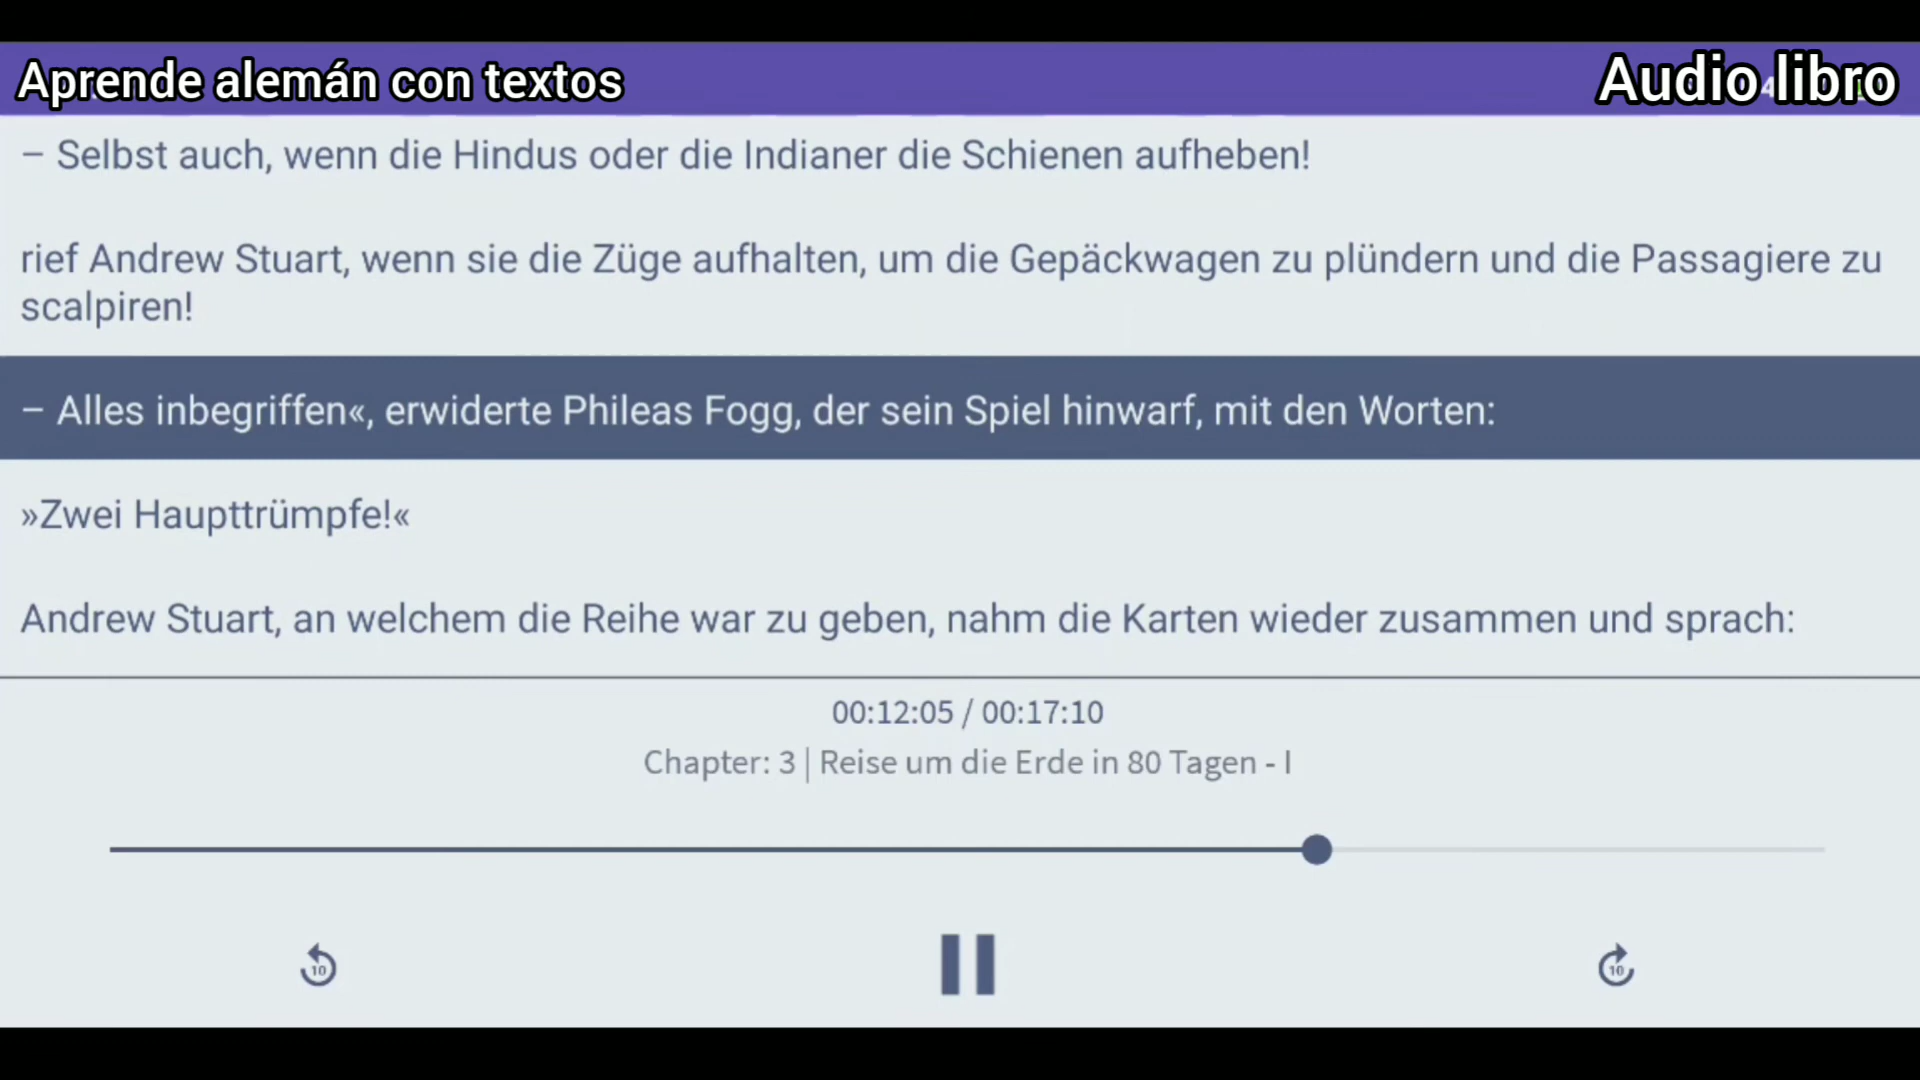 Aprende alemán con textos
Audio libro
– Selbst auch, wenn die Hindus oder die Indianer die Schienen aufheben!
rief Andrew Stuart, wenn sie die Züge aufhalten, um die Gepäckwagen zu plündern und die Passagiere zu
scalpiren!
– Alles inbegriffen«, erwiderte Phileas Fogg, der sein Spiel hinwarf, mit den Worten:
»Zwei Haupttrümpfe!«
Andrew Stuart, an welchem die Reihe war zu geben, nahm die Karten wieder zusammen und sprach:
00:12:05 / 00:17:10
Chapter: 3 | Reise um die Erde in 80 Tagen - I
10
10